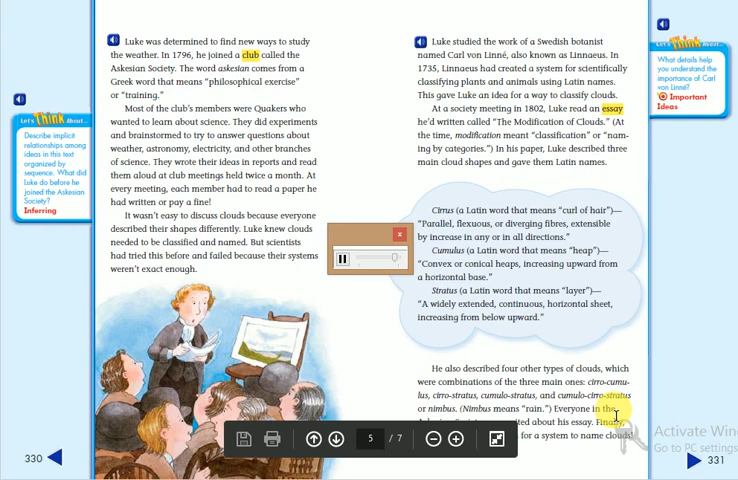 Luke was determined to find new ways to study
the weather. In 1796, he joined a club called the
Askesian Society. The word askesian comes from a
Greek word that means “philosophical exercise”
or “training.”
Most of the club’s members were Quakers who
wanted to learn about science. They did experiments
and brainstormed to try to answer questions about
weather, astronomy, electricity, and other branches
of science. They wrote their ideas in reports and read
them aloud at club meetings held twice a month. At
every meeting, each member had to read a paper he
had written or pay a fine!
It wasn’t easy to discuss clouds because everyone
described their shapes differently. Luke knew clouds
needed to be classified and named. But scientists
had tried this before and failed because their systems
weren’t exact enough.
Let's Think About...
Describe implicit
relationships among
ideas in this text
organized by
sequence. What did
Luke do before he
joined the Askesian
Society?
Inferring
330
Luke studied the work of a Swedish botanist
named Carl von Linné, also known as Linnaeus. In
1735, Linnaeus had created a system for scientifically
classifying plants and animals using Latin names.
This gave Luke an idea for a way to classify clouds.
At a society meeting in 1802, Luke read an essay
he’d written called “The Modification of Clouds.” (At
the time, modification meant “classification” or “nam-
ing by categories.”) In his paper, Luke described three
main cloud shapes and gave them Latin names.
Cirrus (a Latin word that means “curl of hair”)—
“Parallel, flexuous, or diverging fibres, extensible
by increase in any or in all directions.”
Cumulus (a Latin word that means “heap”)—
“Convex or conical heaps, increasing upward from
a horizontal base.”
Stratus (a Latin word that means “layer”)—
“A widely extended, continuous, horizontal sheet,
increasing from below upward.”
He also described four other types of clouds, which
were combinations of the three main ones: cirro-cumu-
lus, cirro-stratus, cumulo-stratus, and cumulo-cirro-stratus
or nimbus. (Nimbus means “rain.”) Everyone in the
about his essay. Finally,
for a system to name clouds!
Let's Think About...
What details help
you understand the
importance of Carl
von Linné?
Important
Ideas
331
5 / 7
Activate Win
Go to PC settings